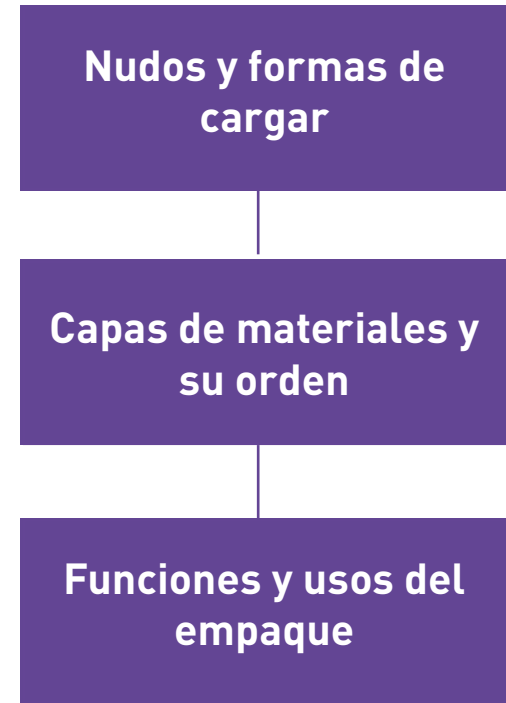 Nudos y formas de
cargar
Capas de materiales y
su orden
Funciones y usos del
empaque